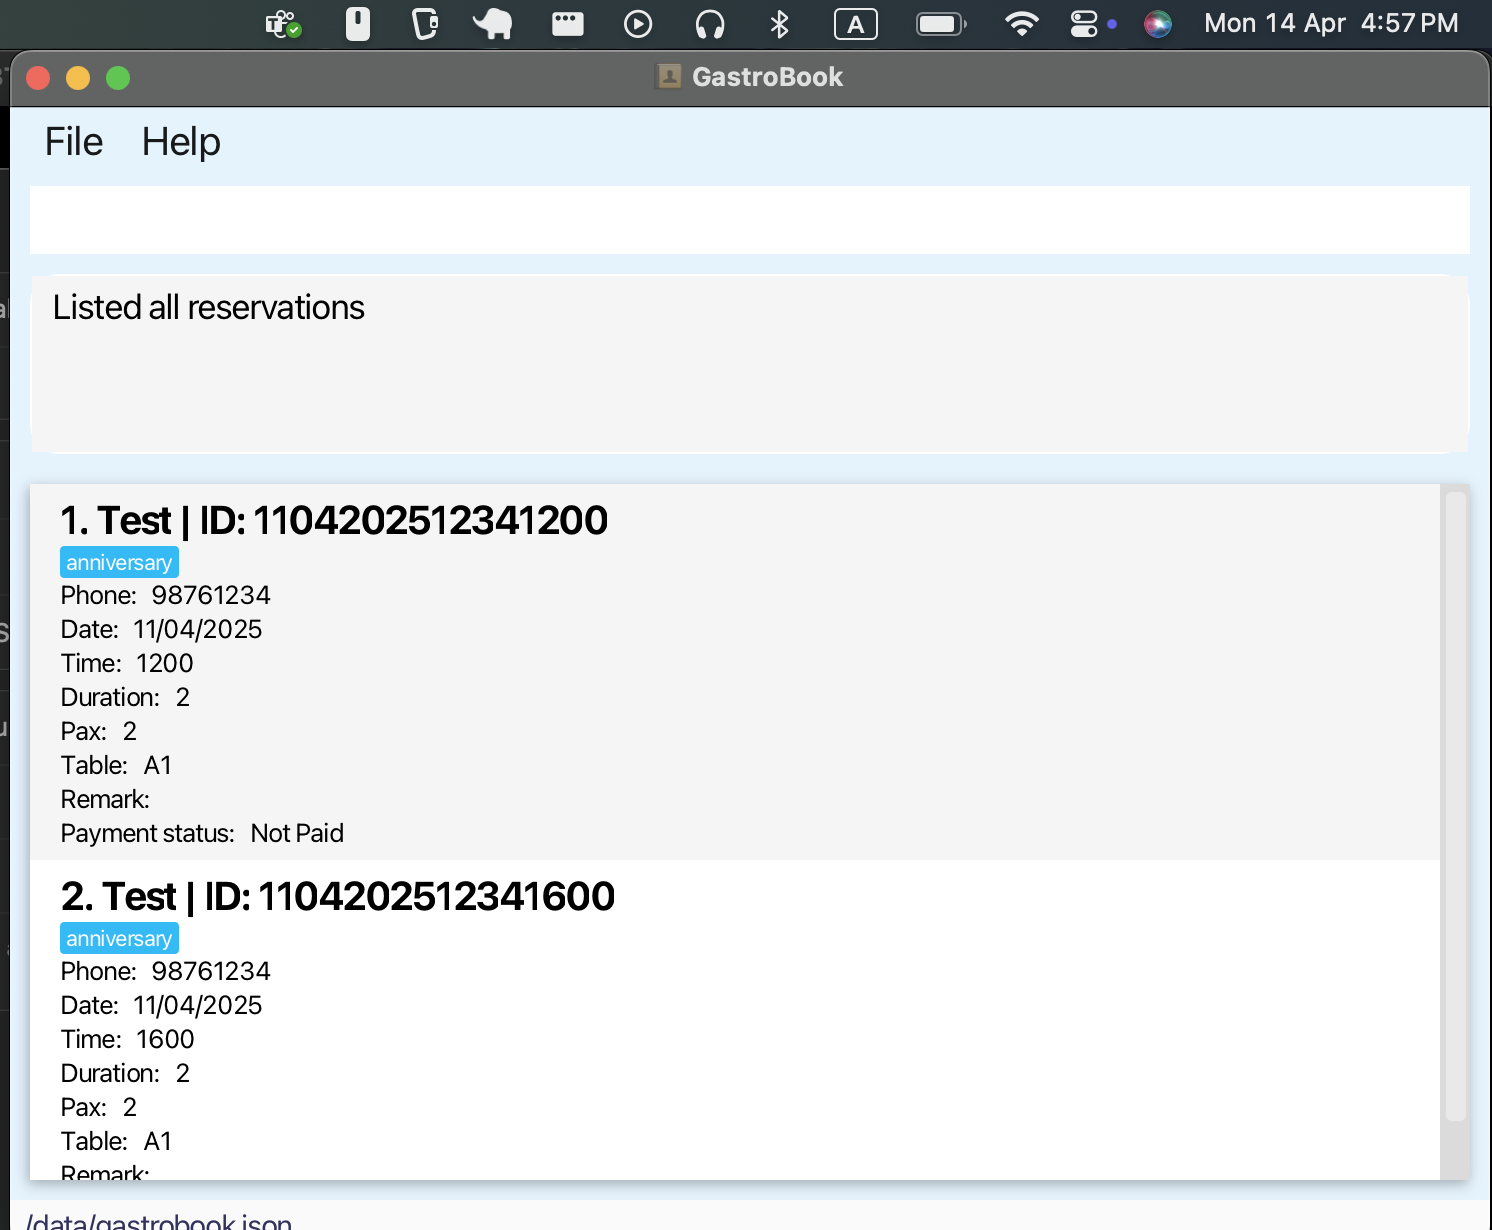 A
Mon 14 Apr 4:57 PM
GastroBook
File Help
Listed all reservations
1. Test | ID: 1104202512341200
anniversary
Phone: 98761234
Date: 11/04/2025
Time: 1200
Duration: 2
Pax: 2
Table: A1
Remark:
Payment status: Not Paid
2. Test | ID: 1104202512341600
anniversary
Phone: 98761234
Date: 11/04/2025
Time: 1600
Duration: 2
Pax: 2
Table: A1
Remark:
/data/gastrobook.json